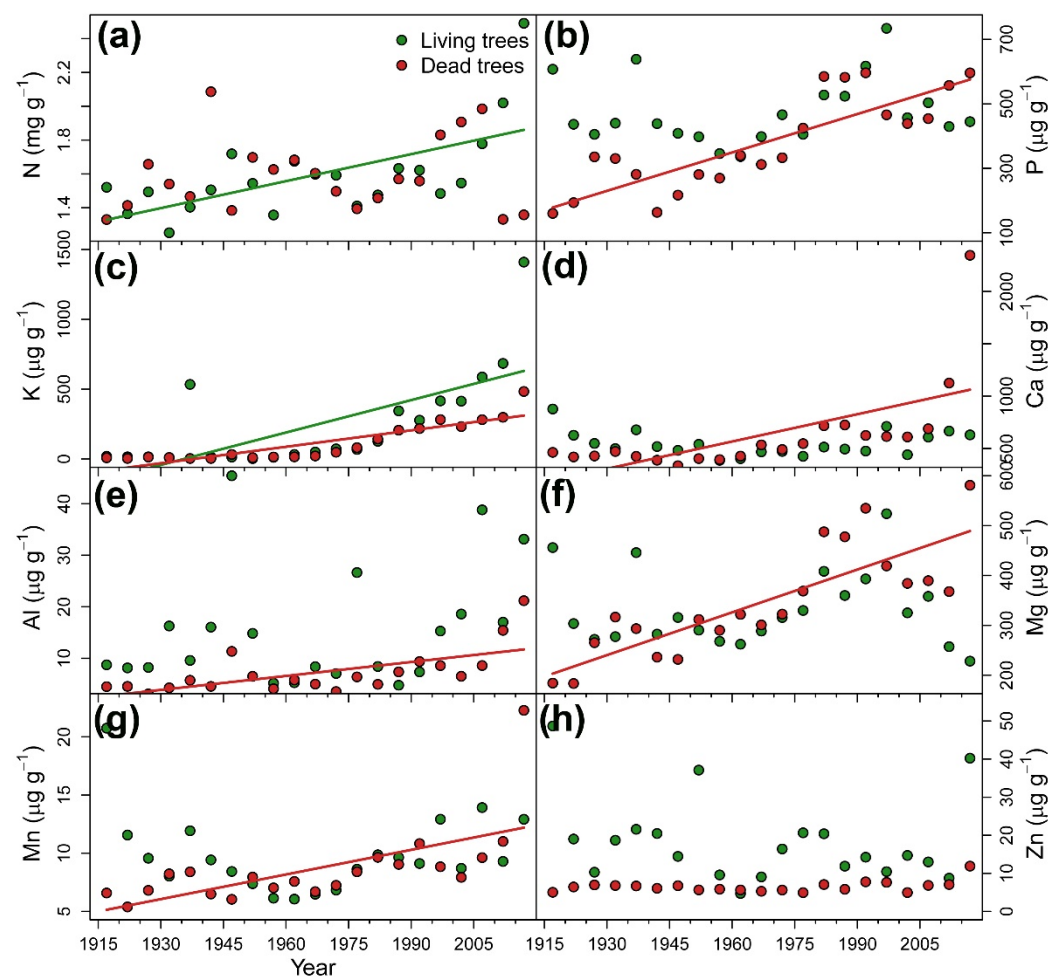 (a)
Living trees
Dead trees
N (mg g⁻¹)
1.4 1.8 2.2
(b)
P (µg g⁻¹)
100 300 500 700
(c)
K (µg g⁻¹)
0 500 1000 1500
(d)
Ca (µg g⁻¹)
500 1000 2000
(e)
Al (µg g⁻¹)
10 20 30 40
(f)
Mg (µg g⁻¹)
200 300 400 500 600
(g)
Mn (µg g⁻¹)
5 10 15 20
(h)
Zn (µg g⁻¹)
0 10 20 30 40 50
1915 1930 1945 1960 1975 1990 2005
1915 1930 1945 1960 1975 1990 2005
Year